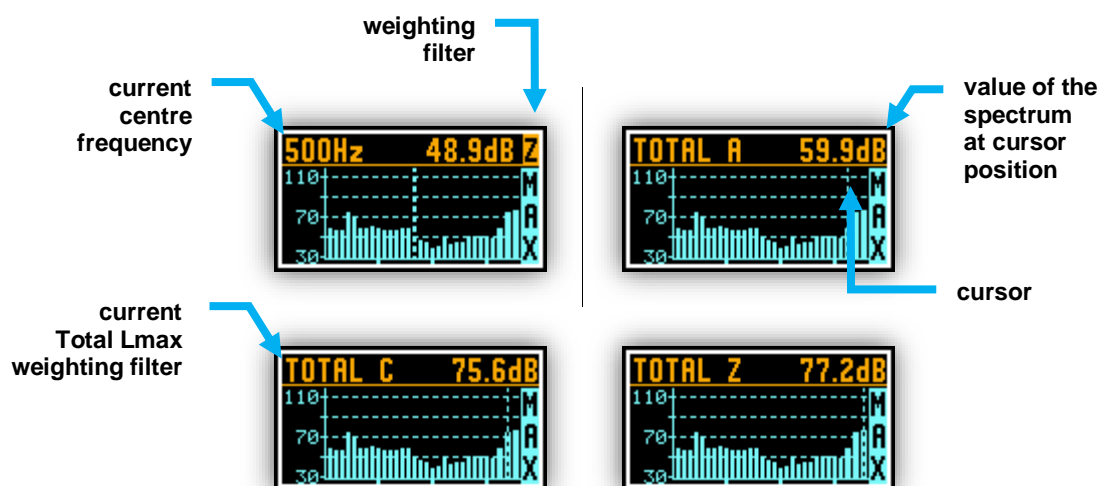 weighting
filter
current
centre
frequency
value of the
spectrum
at cursor
position
500Hz 48.9dB Z
110
70
30
MAX
TOTAL A 59.9dB
110
70
30
MAX
cursor
current
Total Lmax
weighting filter
TOTAL C 75.6dB
110
70
30
MAX
TOTAL Z 77.2dB
110
70
30
MAX